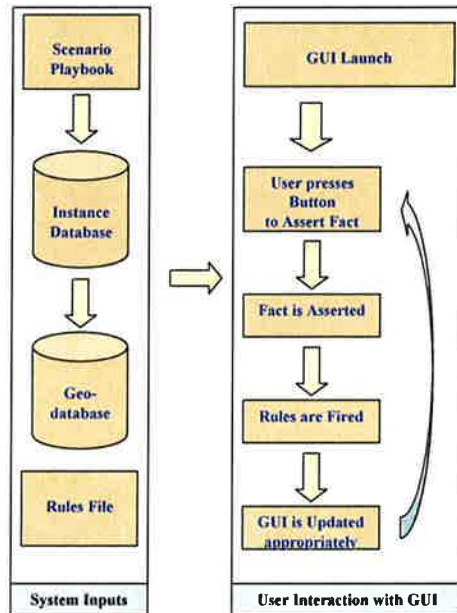 Scenario
Playbook
Instance
Database
Geo-
database
Rules File
System Inputs
GUI Launch
User presses
Button
to Assert Fact
Fact is Asserted
Rules are Fired
GUI is Updated
appropriately
User Interaction with GUI